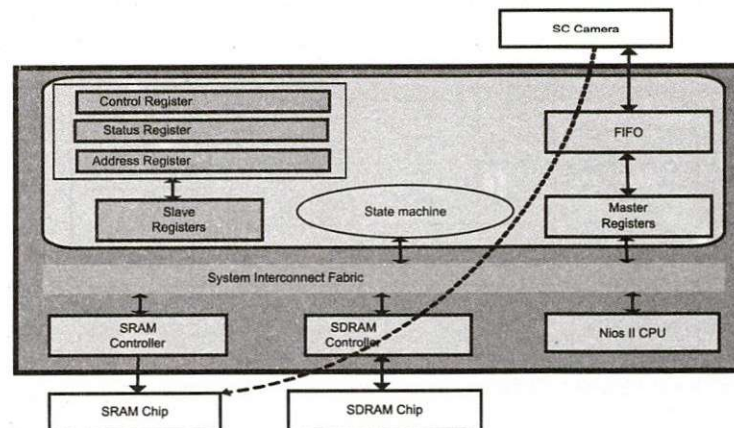 SC Camera
Control Register
Status Register
Address Register
FIFO
Slave
Registers
State machine
Master
Registers
System Interconnect Fabric
SRAM
Controller
SDRAM
Controller
Nios II CPU
SRAM Chip
SDRAM Chip